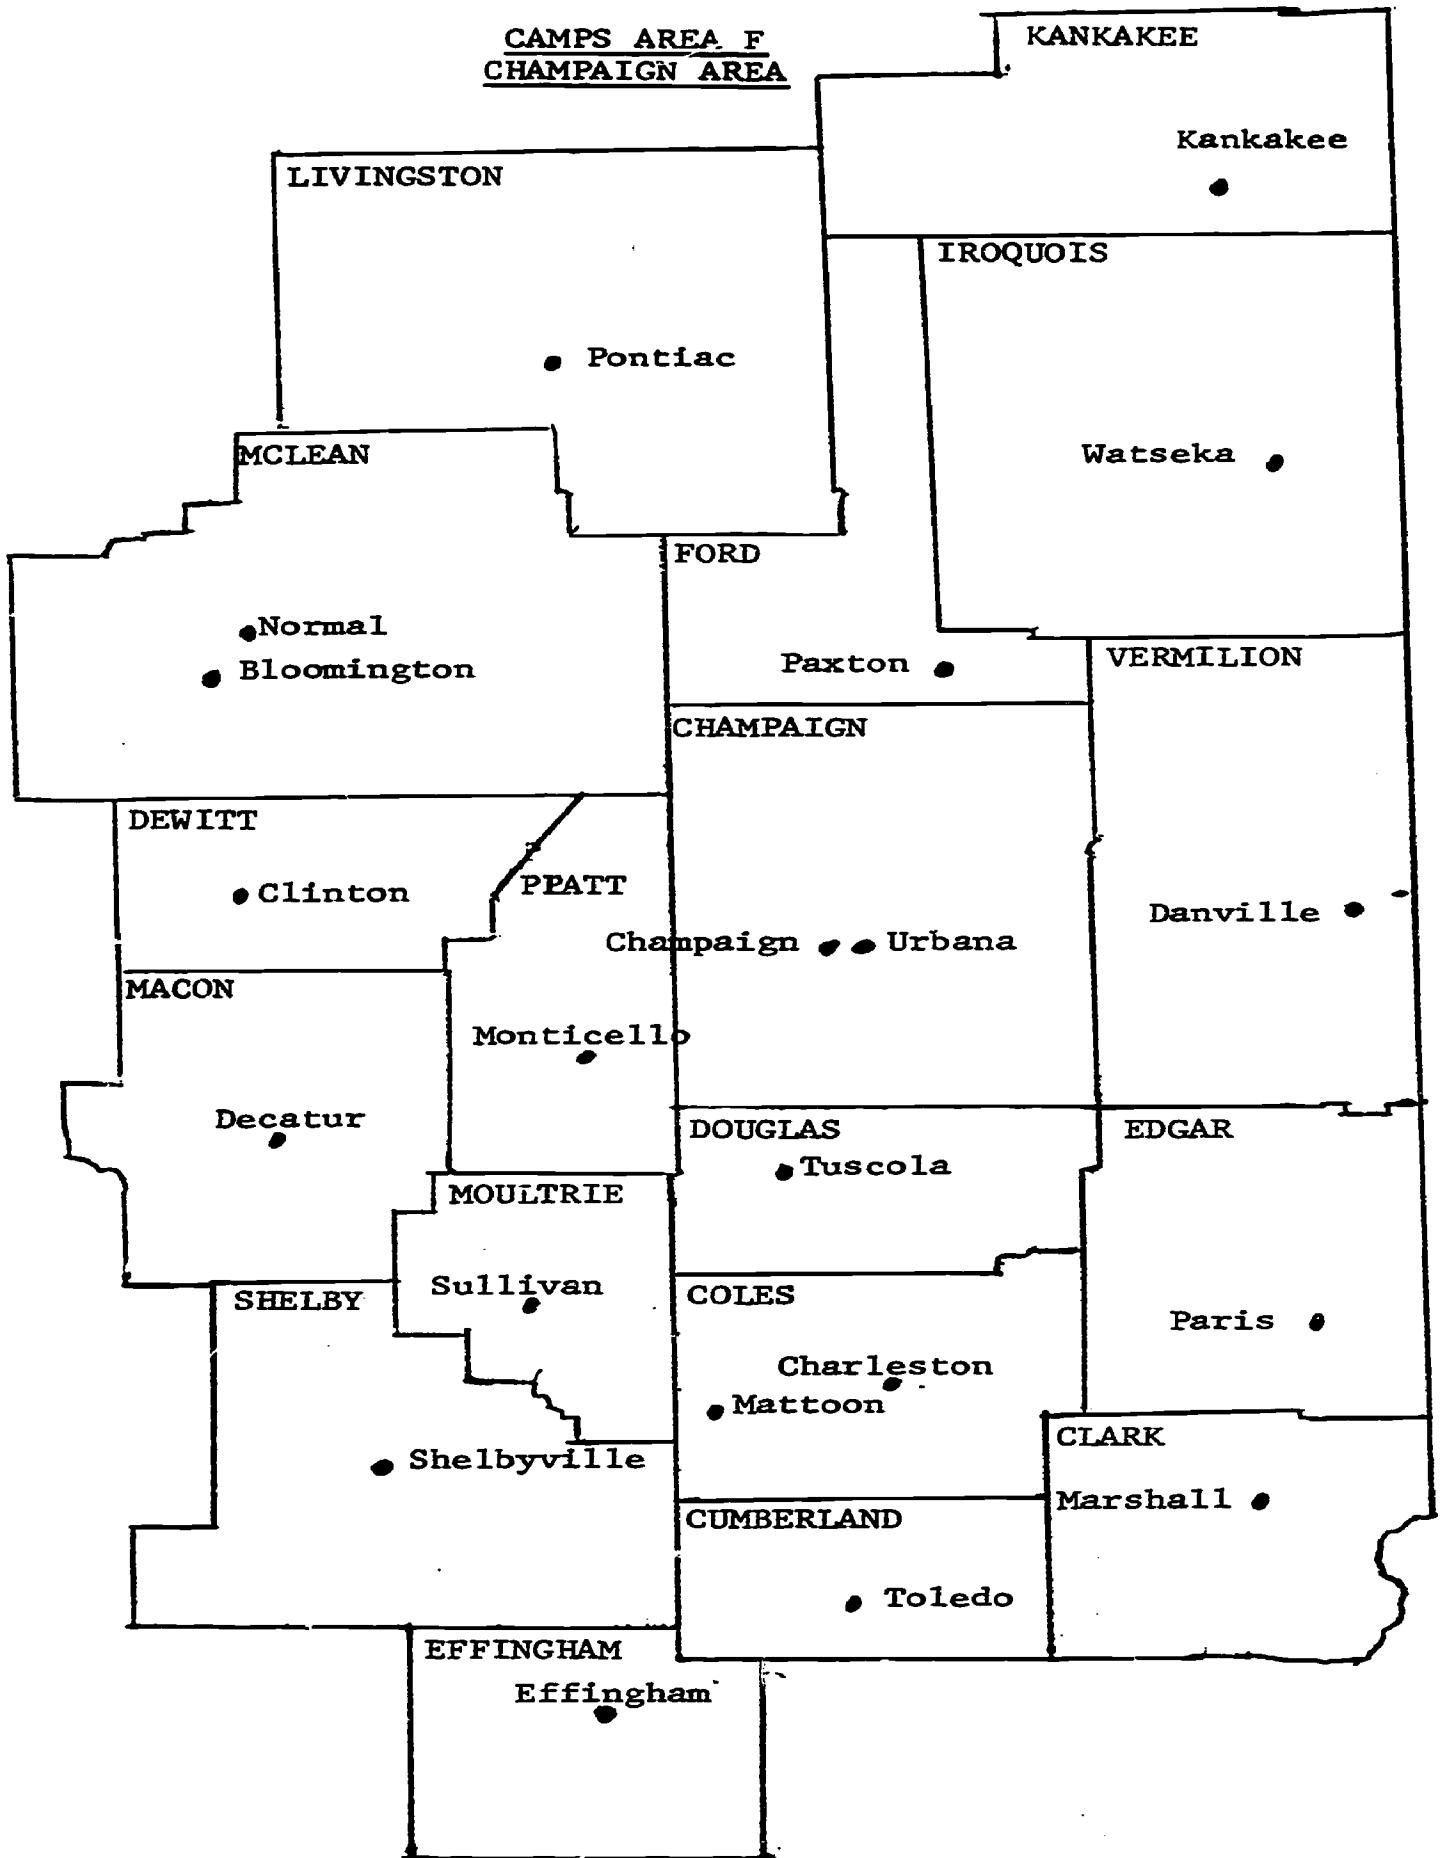 CAMPS AREA F
CHAMPAIGN AREA
KANKAKEE
Kankakee
LIVINGSTON
IROQUOIS
Pontiac
MCLEAN
Watseka
FORD
Normal
Bloomington
Paxton
VERMILION
CHAMPAIGN
DEWITT
PEATT
Clinton
Danville
Champaign
Urbana
MACON
Monticello
Decatur
DOUGLAS
EDGAR
Tuscola
MOULTRIE
Sullivan
SHELBY
COLES
Paris
Charleston
Mattoon
CLARK
Shelbyville
Marshall
CUMBERLAND
Toledo
EFFINGHAM
Effingham